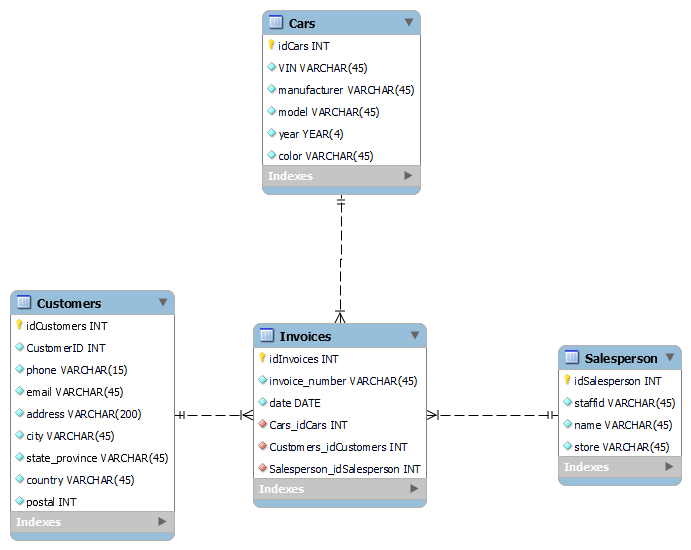 Cars
idCars INT
VIN VARCHAR(45)
manufacturer VARCHAR(45)
model VARCHAR(45)
year YEAR(4)
color VARCHAR(45)
Indexes
Customers
idCustomers INT
CustomerID INT
phone VARCHAR(15)
email VARCHAR(45)
address VARCHAR(200)
city VARCHAR(45)
state_province VARCHAR(45)
country VARCHAR(45)
postal INT
Indexes
Invoices
idInvoices INT
invoice_number VARCHAR(45)
date DATE
Cars_idCars INT
Customers_idCustomers INT
Salesperson_idSalesperson INT
Indexes
Salesperson
idSalesperson INT
staffid VARCHAR(45)
name VARCHAR(45)
store VARCHAR(45)
Indexes